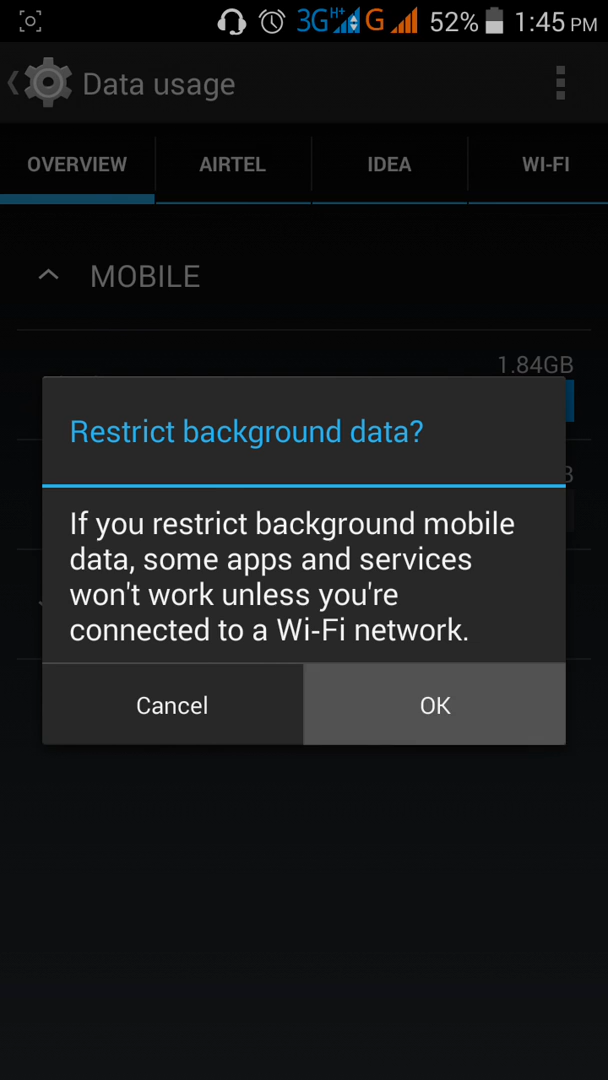 3G H+ G 52% 1:45 PM
Data usage
OVERVIEW AIRTEL IDEA WI-FI
MOBILE
1.84GB
Restrict background data?
B
If you restrict background mobile
data, some apps and services
won't work unless you're
connected to a Wi-Fi network.
Cancel OK